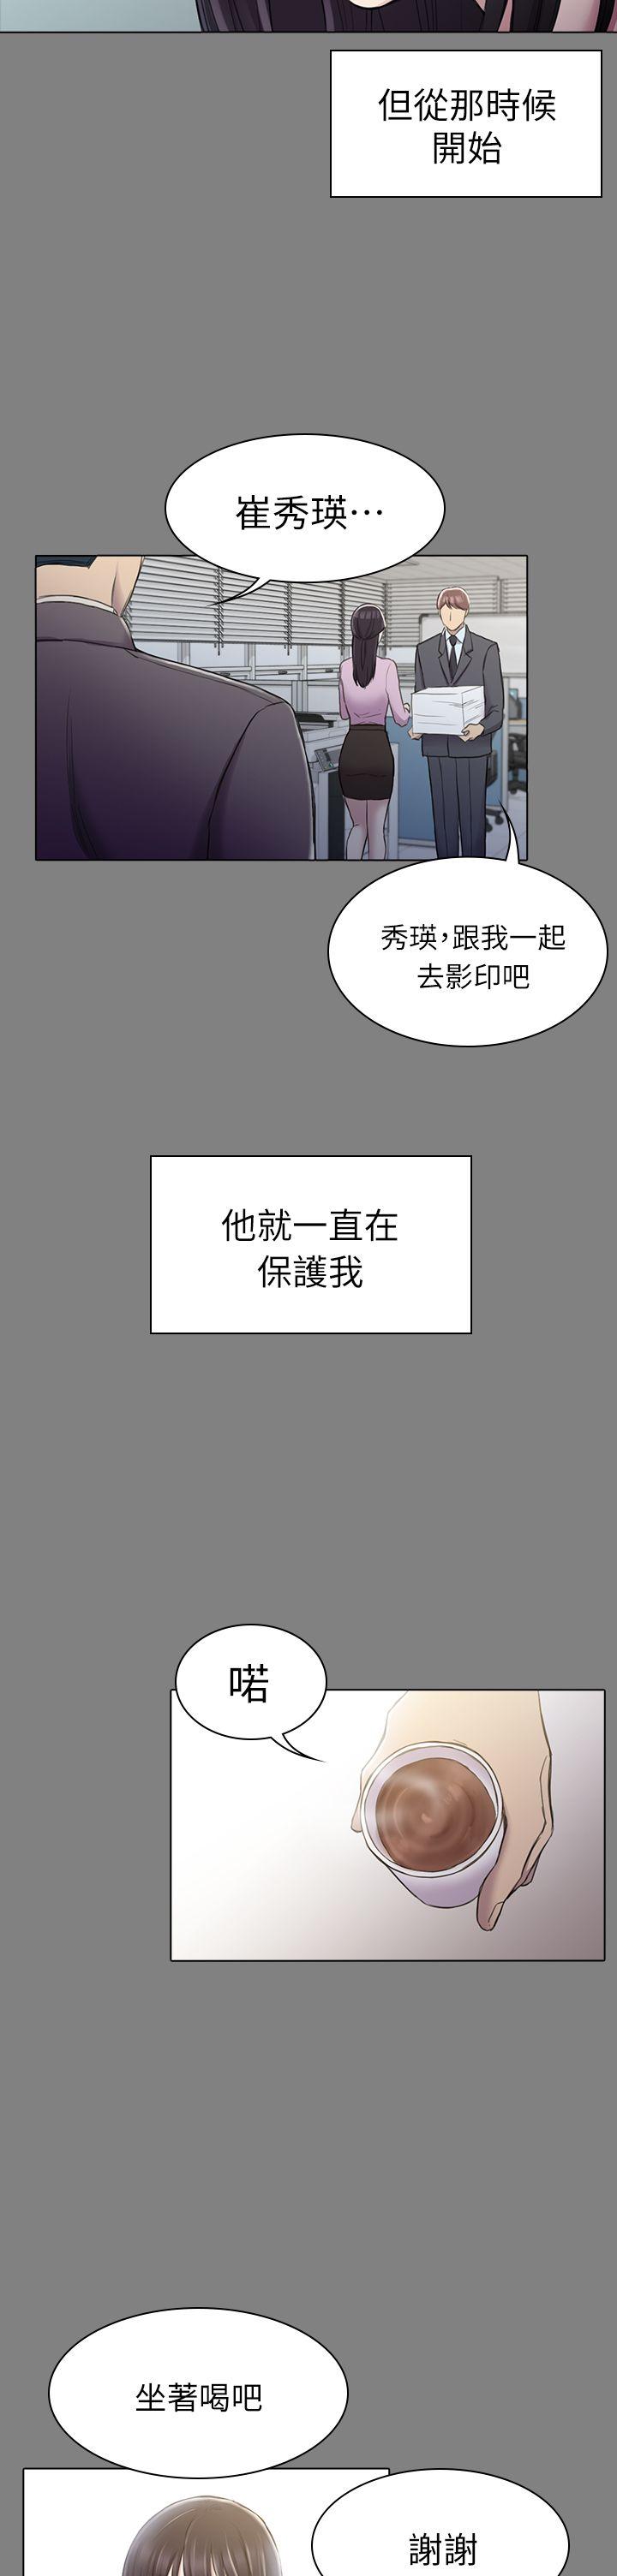 但從那時候
開始
崔秀瑛…
秀瑛，跟我一起
去影印吧
他就一直在
保護我
喏
坐著喝吧
謝謝